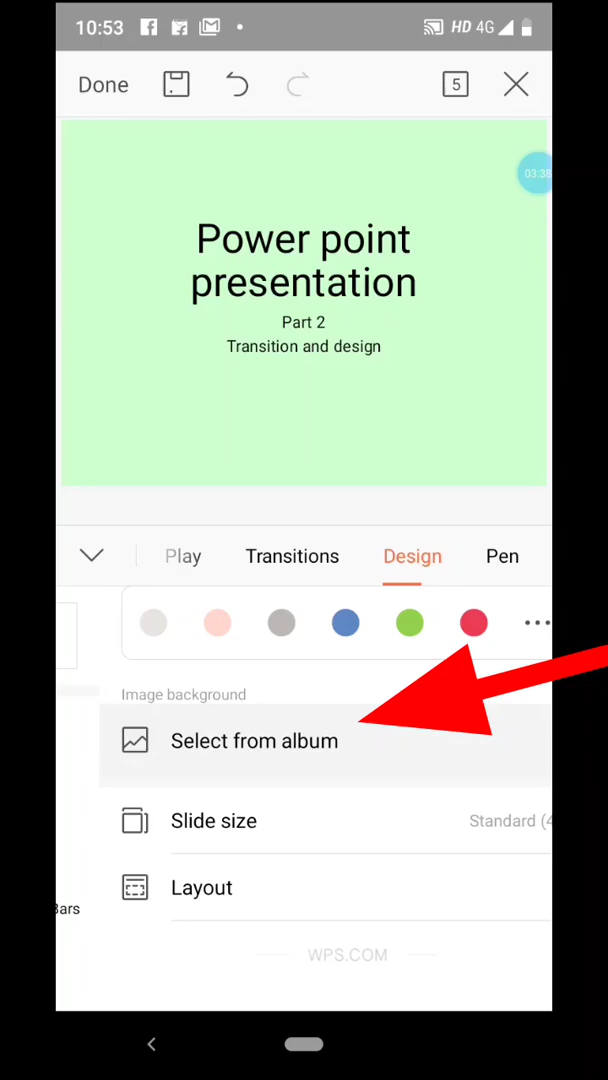 10:53 HD 4G
Done 5
03:38
Power point
presentation
Part 2
Transition and design
Play Transitions Design Pen
Image background
Select from album
Slide size Standard (4
Layout
Bars
WPS.COM